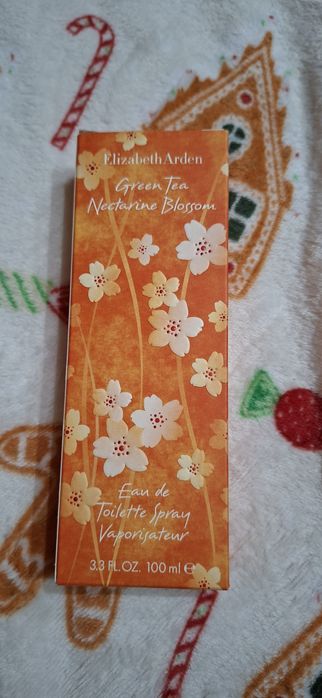 Elizabeth Arden
Green Tea
Nectarine Blossom
Eau de
Toilette Spray
Vaporisateur
3.3 FL.OZ. 100 ml ℮